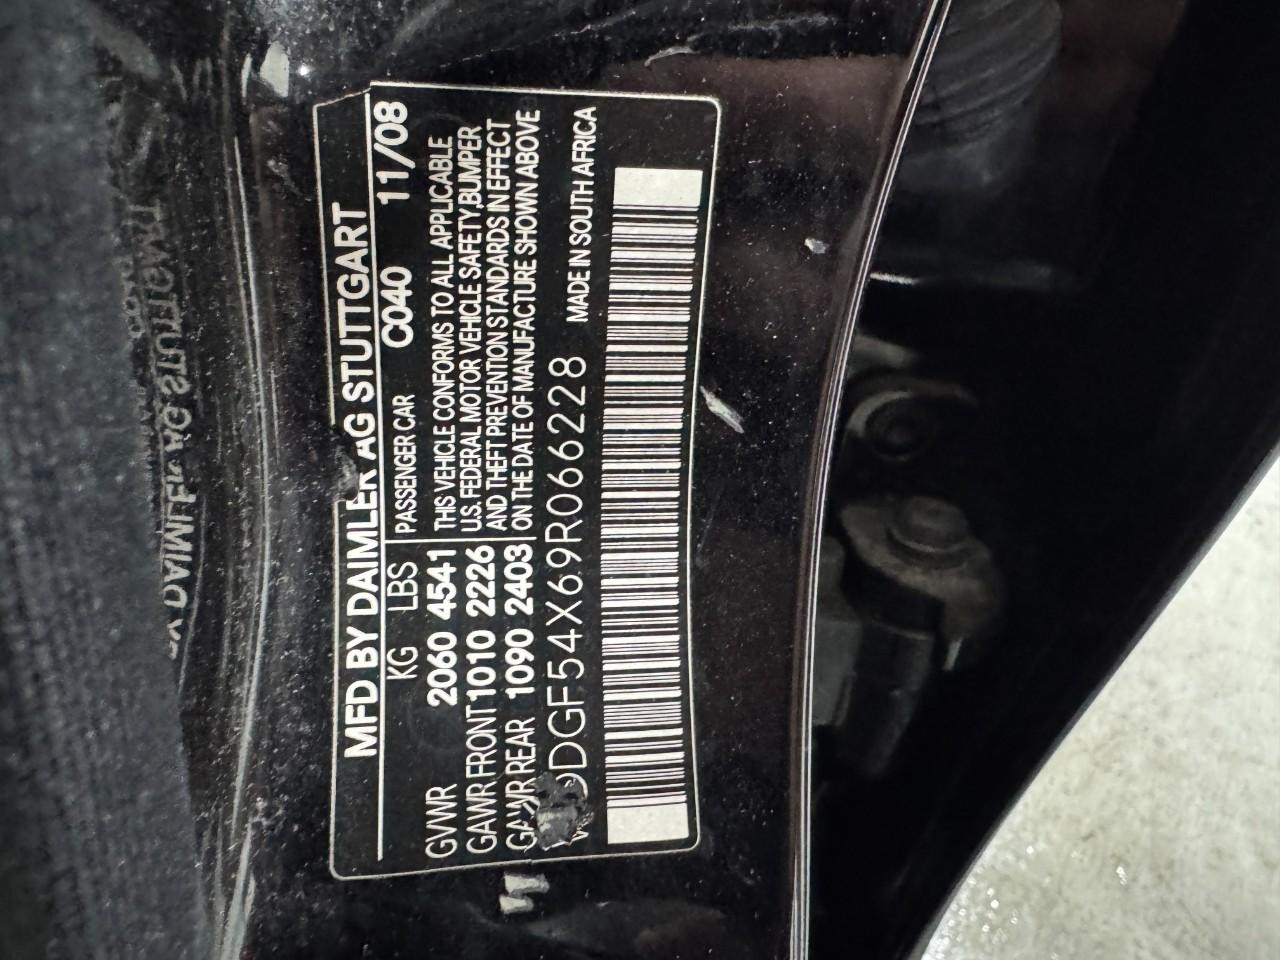 MFD BY DAIMLER AG STUTTGART
KG LBS PASSENGER CAR C040 11/08
GVWR 2060 4541 THIS VEHICLE CONFORMS TO ALL APPLICABLE
GAWR FRONT 1010 2226 U.S. FEDERAL MOTOR VEHICLE SAFETY,BUMPER
GAWR REAR 1090 2403 AND THEFT PREVENTION STANDARDS IN EFFECT
ON THE DATE OF MANUFACTURE SHOWN ABOVE
DGF54X69R066228 MADE IN SOUTH AFRICA